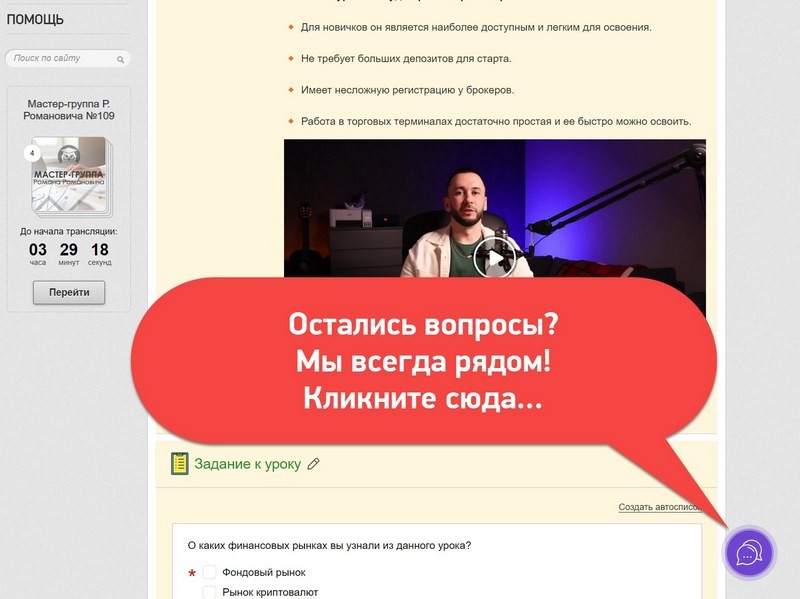 ПОМОЩЬ
Поиск по сайту
Мастер-группа Р.
Романовича №109
4
МАСТЕР-ГРУППА
Романа Романовича
До начала трансляции:
03 29 18
часа минут секунд
Перейти
Для новичков он является наиболее доступным и легким для освоения.
Не требует больших депозитов для старта.
Имеет несложную регистрацию у брокеров.
Работа в торговых терминалах достаточно простая и ее быстро можно освоить.
Остались вопросы?
Мы всегда рядом!
Кликните сюда...
Задание к уроку
Создать автоспис
О каких финансовых рынках вы узнали из данного урока?
* Фондовый рынок
Рынок криптовалют